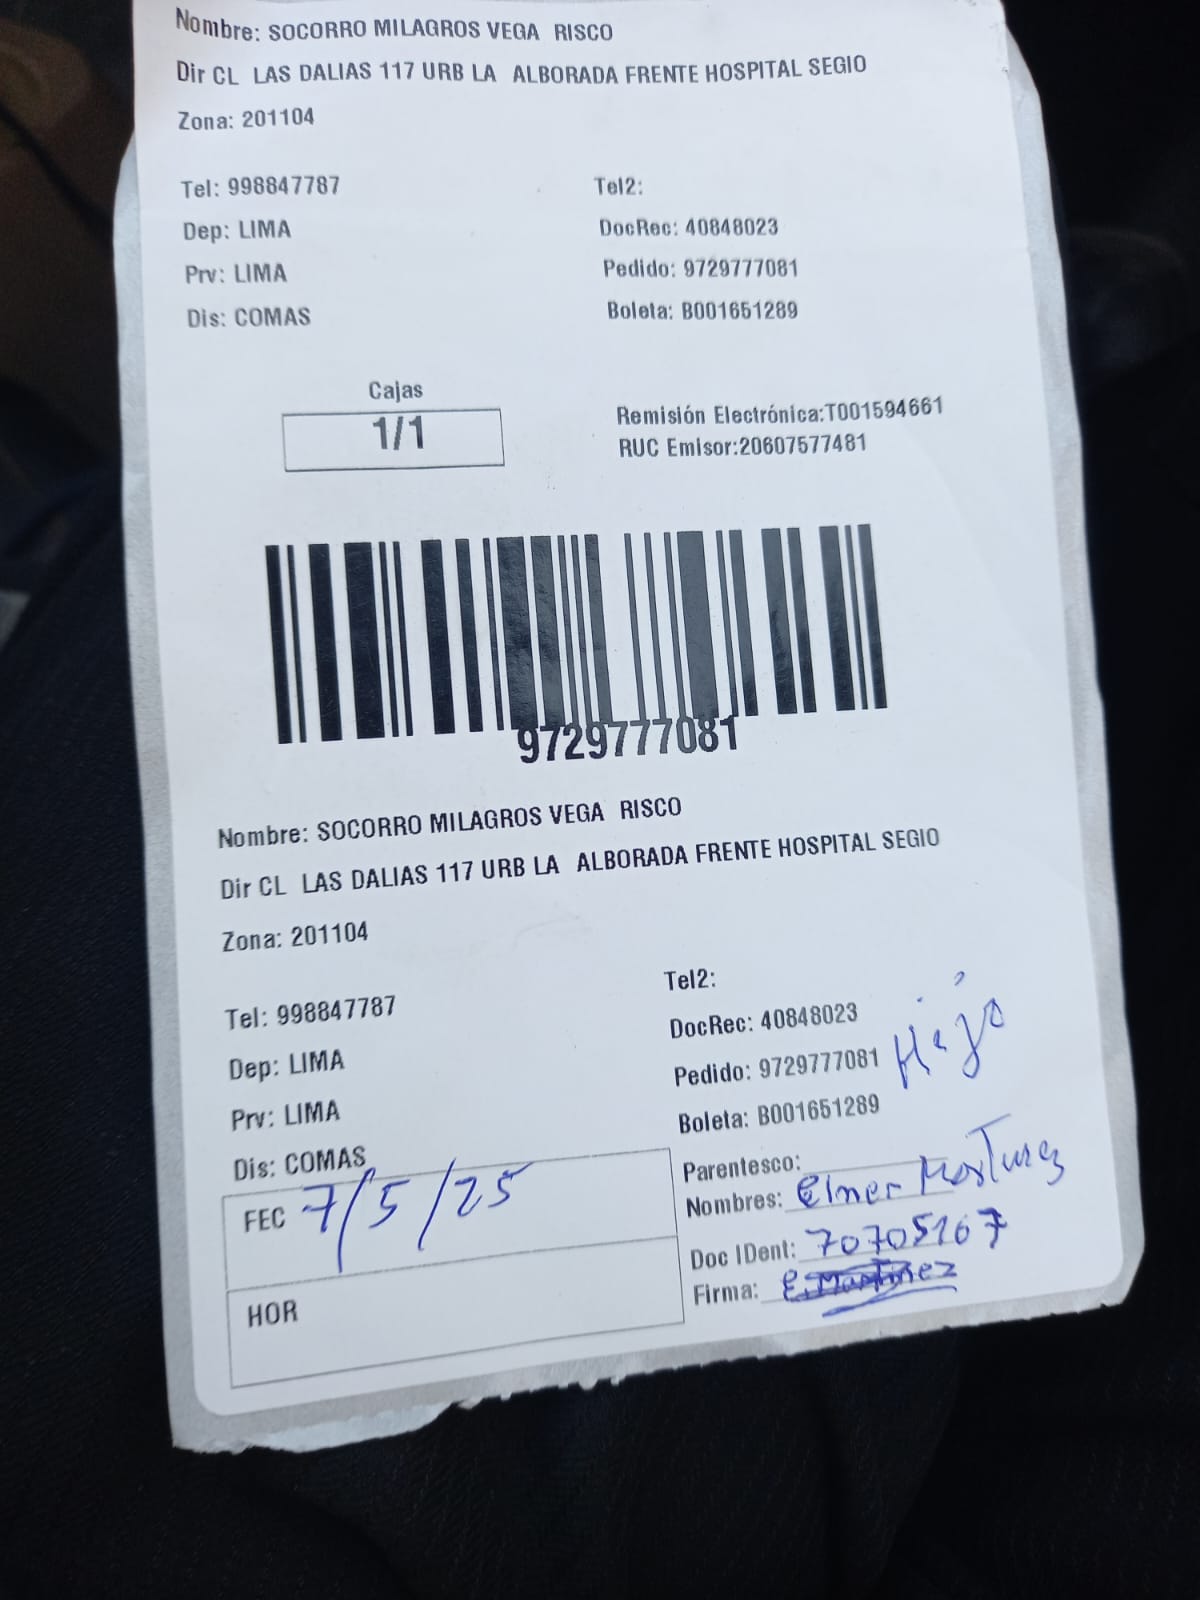 Nombre: SOCORRO MILAGROS VEGA RISCO
Dir CL LAS DALIAS 117 URB LA ALBORADA FRENTE HOSPITAL SEGIO
Zona: 201104
Tel: 998847787 Tel2:
Dep: LIMA DocRec: 40848023
Prv: LIMA Pedido: 9729777081
Dis: COMAS Boleta: B001651289
Cajas
1/1
Remisión Electrónica:T001594661
RUC Emisor:20607577481
9729777081
Nombre: SOCORRO MILAGROS VEGA RISCO
Dir CL LAS DALIAS 117 URB LA ALBORADA FRENTE HOSPITAL SEGIO
Zona: 201104
Tel: 998847787
Dep: LIMA
Prv: LIMA
Dis: COMAS
FEC 7/5/25
HOR
Tel2:
DocRec: 40848023
Pedido: 9729777081
Boleta: B001651289
Hijo
Parentesco:
Nombres: Elmer Martinez
Doc IDent: 70705167
Firma: E. Martinez